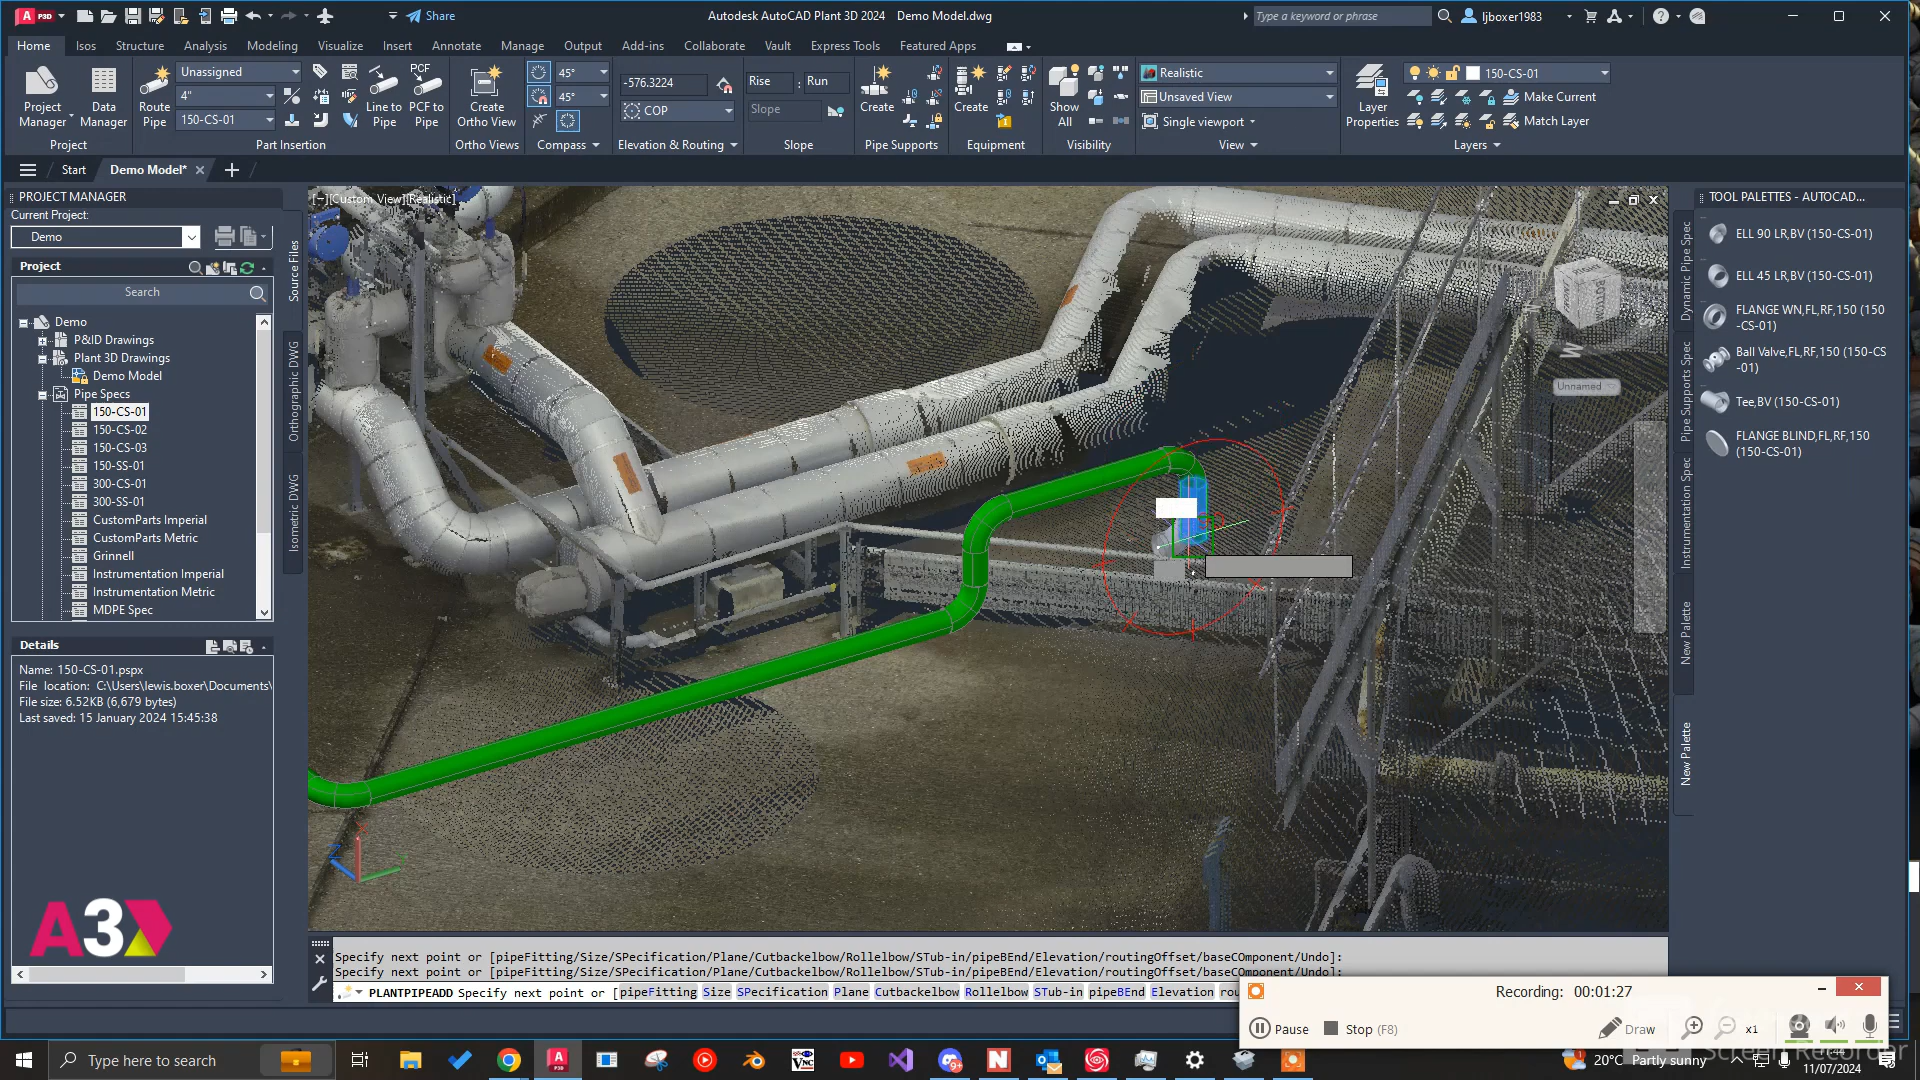 A P3D
Share
Autodesk AutoCAD Plant 3D 2024 Demo Model.dwg
Type a keyword or phrase
ljboxer1983
Home Isos Structure Analysis Modeling Visualize Insert Annotate Manage Output Add-ins Collaborate Vault Express Tools Featured Apps
Project Manager
Data Manager
Project
Route Pipe
Unassigned
4"
150-CS-01
Line to Pipe
PCF
PCF to Pipe
Part Insertion
Create Ortho View
Ortho Views
45°
45°
Compass
-576.3224
COP
Elevation & Routing
Rise : Run
Slope
Slope
Create
Pipe Supports
Create
Equipment
Show All
Visibility
Realistic
Unsaved View
Single viewport
View
Layer Properties
150-CS-01
Make Current
Match Layer
Layers
Start
Demo Model*
PROJECT MANAGER
Current Project:
Demo
Project
Search
Demo
P&ID Drawings
Plant 3D Drawings
Demo Model
Pipe Specs
150-CS-01
150-CS-02
150-CS-03
150-SS-01
300-CS-01
300-SS-01
CustomParts Imperial
CustomParts Metric
Grinnell
Instrumentation Imperial
Instrumentation Metric
MDPE Spec
Source Files
Orthographic DWG
Isometric DWG
Details
Name: 150-CS-01.pspx
File location: C:\Users\lewis.boxer\Documents\
File size: 6.52KB (6,679 bytes)
Last saved: 15 January 2024 15:45:38
A3D
[−][Custom View][Realistic]
W
S
Unnamed
TOOL PALETTES - AUTOCAD...
ELL 90 LR,BV (150-CS-01)
ELL 45 LR,BV (150-CS-01)
FLANGE WN,FL,RF,150 (150
-CS-01)
Ball Valve,FL,RF,150 (150-CS
-01)
Tee,BV (150-CS-01)
FLANGE BLIND,FL,RF,150
(150-CS-01)
Dynamic Pipe Spec
Pipe Supports Spec
Instrumentation Spec
New Palette
New Palette
Specify next point or [pipeFitting/Size/SPecification/Plane/Cutbackelbow/Rollelbow/STub-in/pipeBEnd/Elevation/routingOffset/baseCOmponent/Undo]:
Specify next point or [pipeFitting/Size/SPecification/Plane/Cutbackelbow/Rollelbow/STub-in/pipeBEnd/Elevation/routingOffset/baseCOmponent/Undo]:
PLANTPIPEADD Specify next point or [pipeFitting Size SPecification Plane Cutbackelbow Rollelbow STub-in pipeBEnd Elevation rou
Recording: 00:01:27
Pause
Stop (F8)
Draw
x1
Type here to search
20°C Partly sunny
11/07/2024